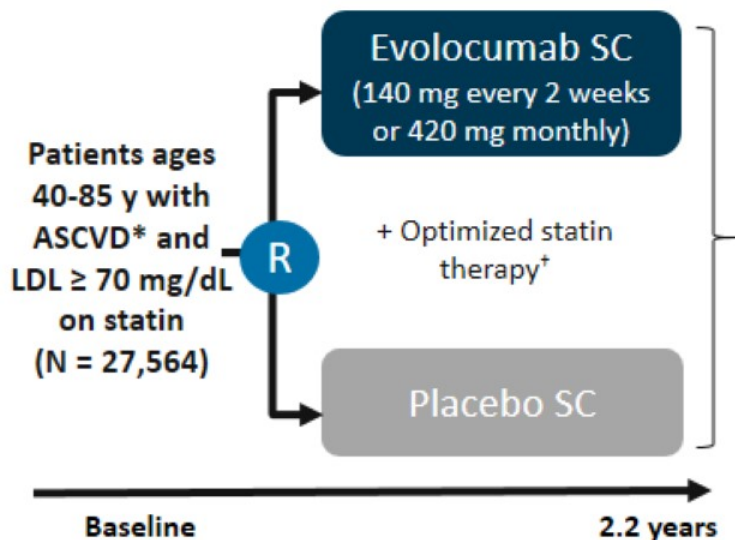 Evolocumab SC
(140 mg every 2 weeks
or 420 mg monthly)
Patients ages
40-85 y with
ASCVD* and
LDL ≥ 70 mg/dL
on statin
(N = 27,564)
R
+ Optimized statin
therapy†
Placebo SC
Baseline
2.2 years